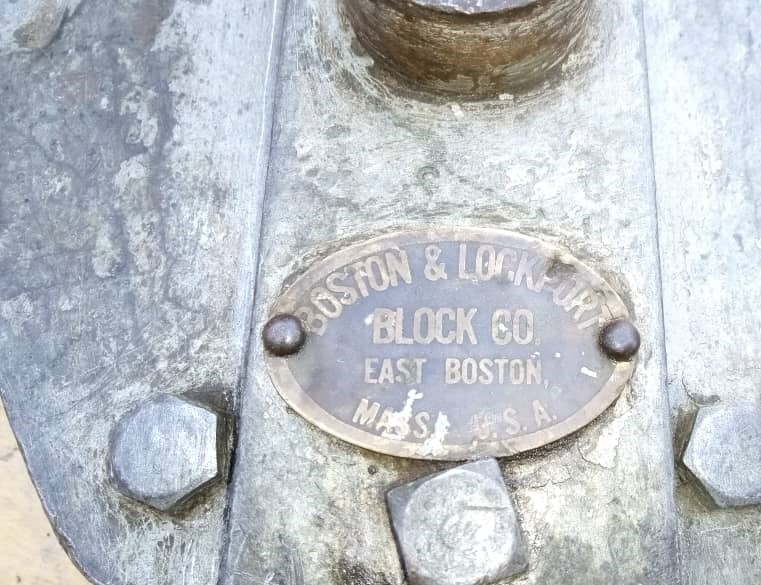 BOSTON & LOCKPORT
BLOCK CO.
EAST BOSTON,
MASS. U.S.A.